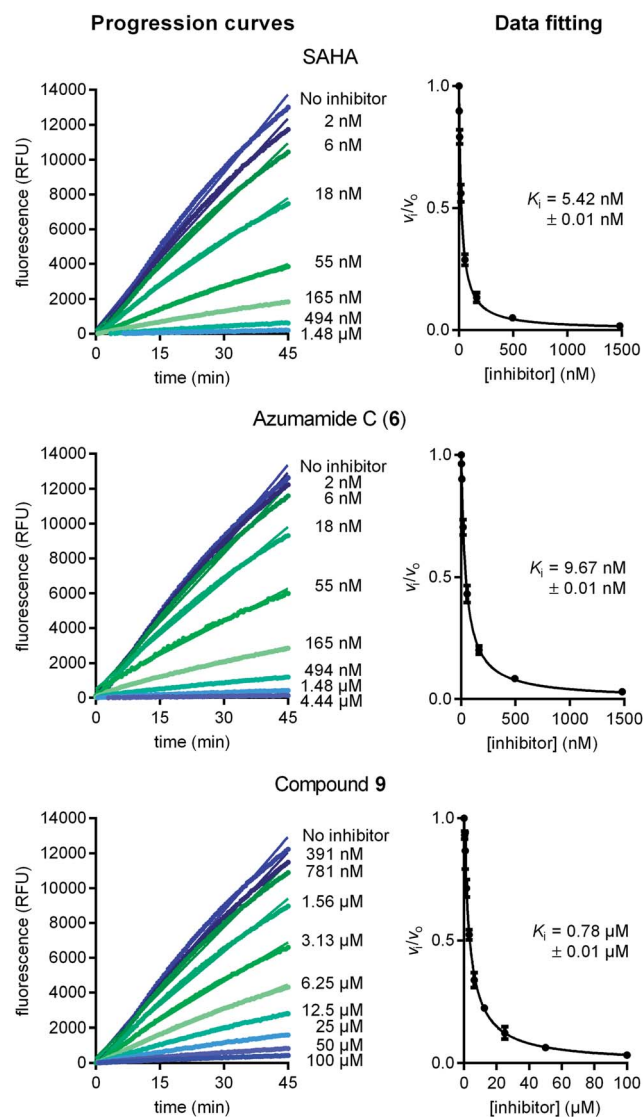 Progression curves
Data fitting
SAHA
14000
12000
10000
8000
6000
4000
2000
0
fluorescence (RFU)
0
15
30
45
time (min)
No inhibitor
2 nM
6 nM
18 nM
55 nM
165 nM
494 nM
1.48 µM
1.0
0.5
0.0
vi/vo
0
500
1000
1500
[inhibitor] (nM)
Ki = 5.42 nM
± 0.01 nM
Azumamide C (6)
14000
12000
10000
8000
6000
4000
2000
0
fluorescence (RFU)
0
15
30
45
time (min)
No inhibitor
2 nM
6 nM
18 nM
55 nM
165 nM
494 nM
1.48 µM
4.44 µM
1.0
0.5
0.0
vi/vo
0
500
1000
1500
[inhibitor] (nM)
Ki = 9.67 nM
± 0.01 nM
Compound 9
14000
12000
10000
8000
6000
4000
2000
0
fluorescence (RFU)
0
15
30
45
time (min)
No inhibitor
391 nM
781 nM
1.56 µM
3.13 µM
6.25 µM
12.5 µM
25 µM
50 µM
100 µM
1.0
0.5
0.0
vi/vo
0
20
40
60
80
100
[inhibitor] (µM)
Ki = 0.78 µM
± 0.01 µM